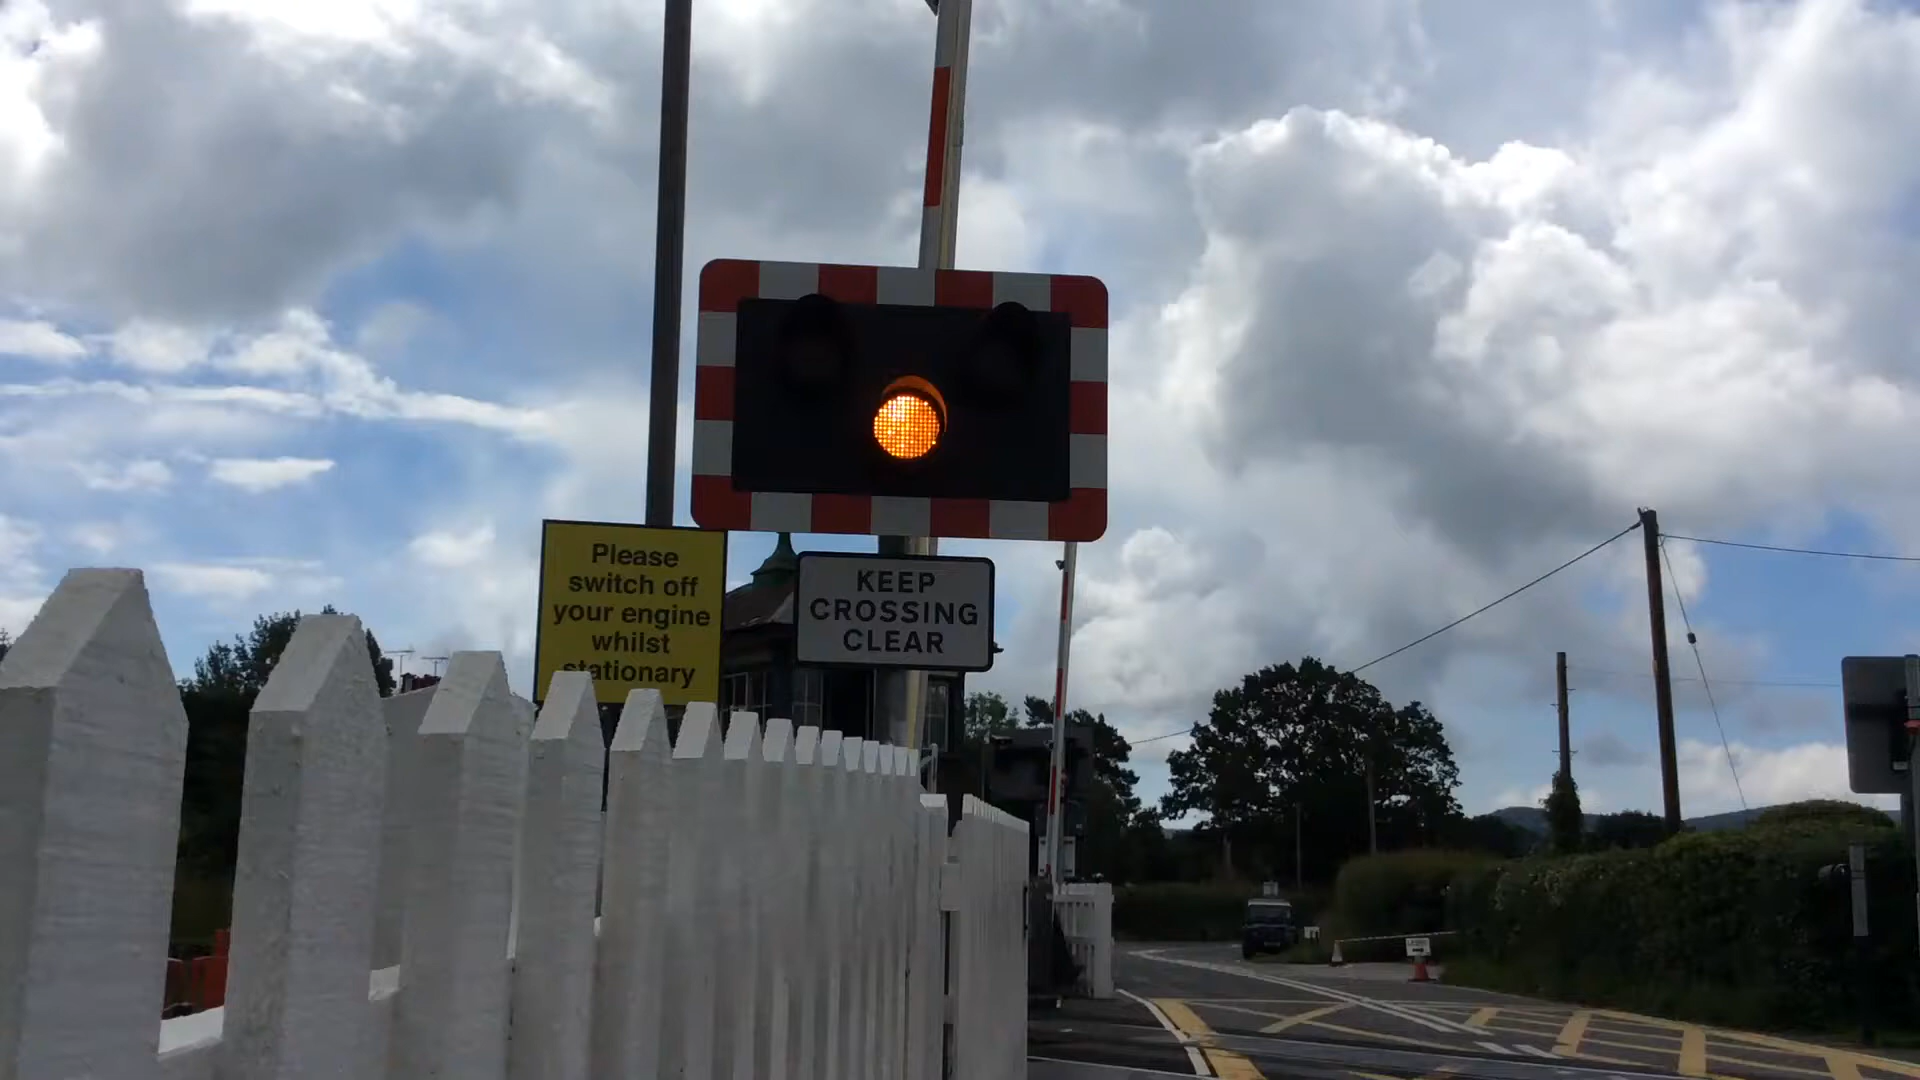 Please
switch off
your engine
whilst
stationary
KEEP
CROSSING
CLEAR